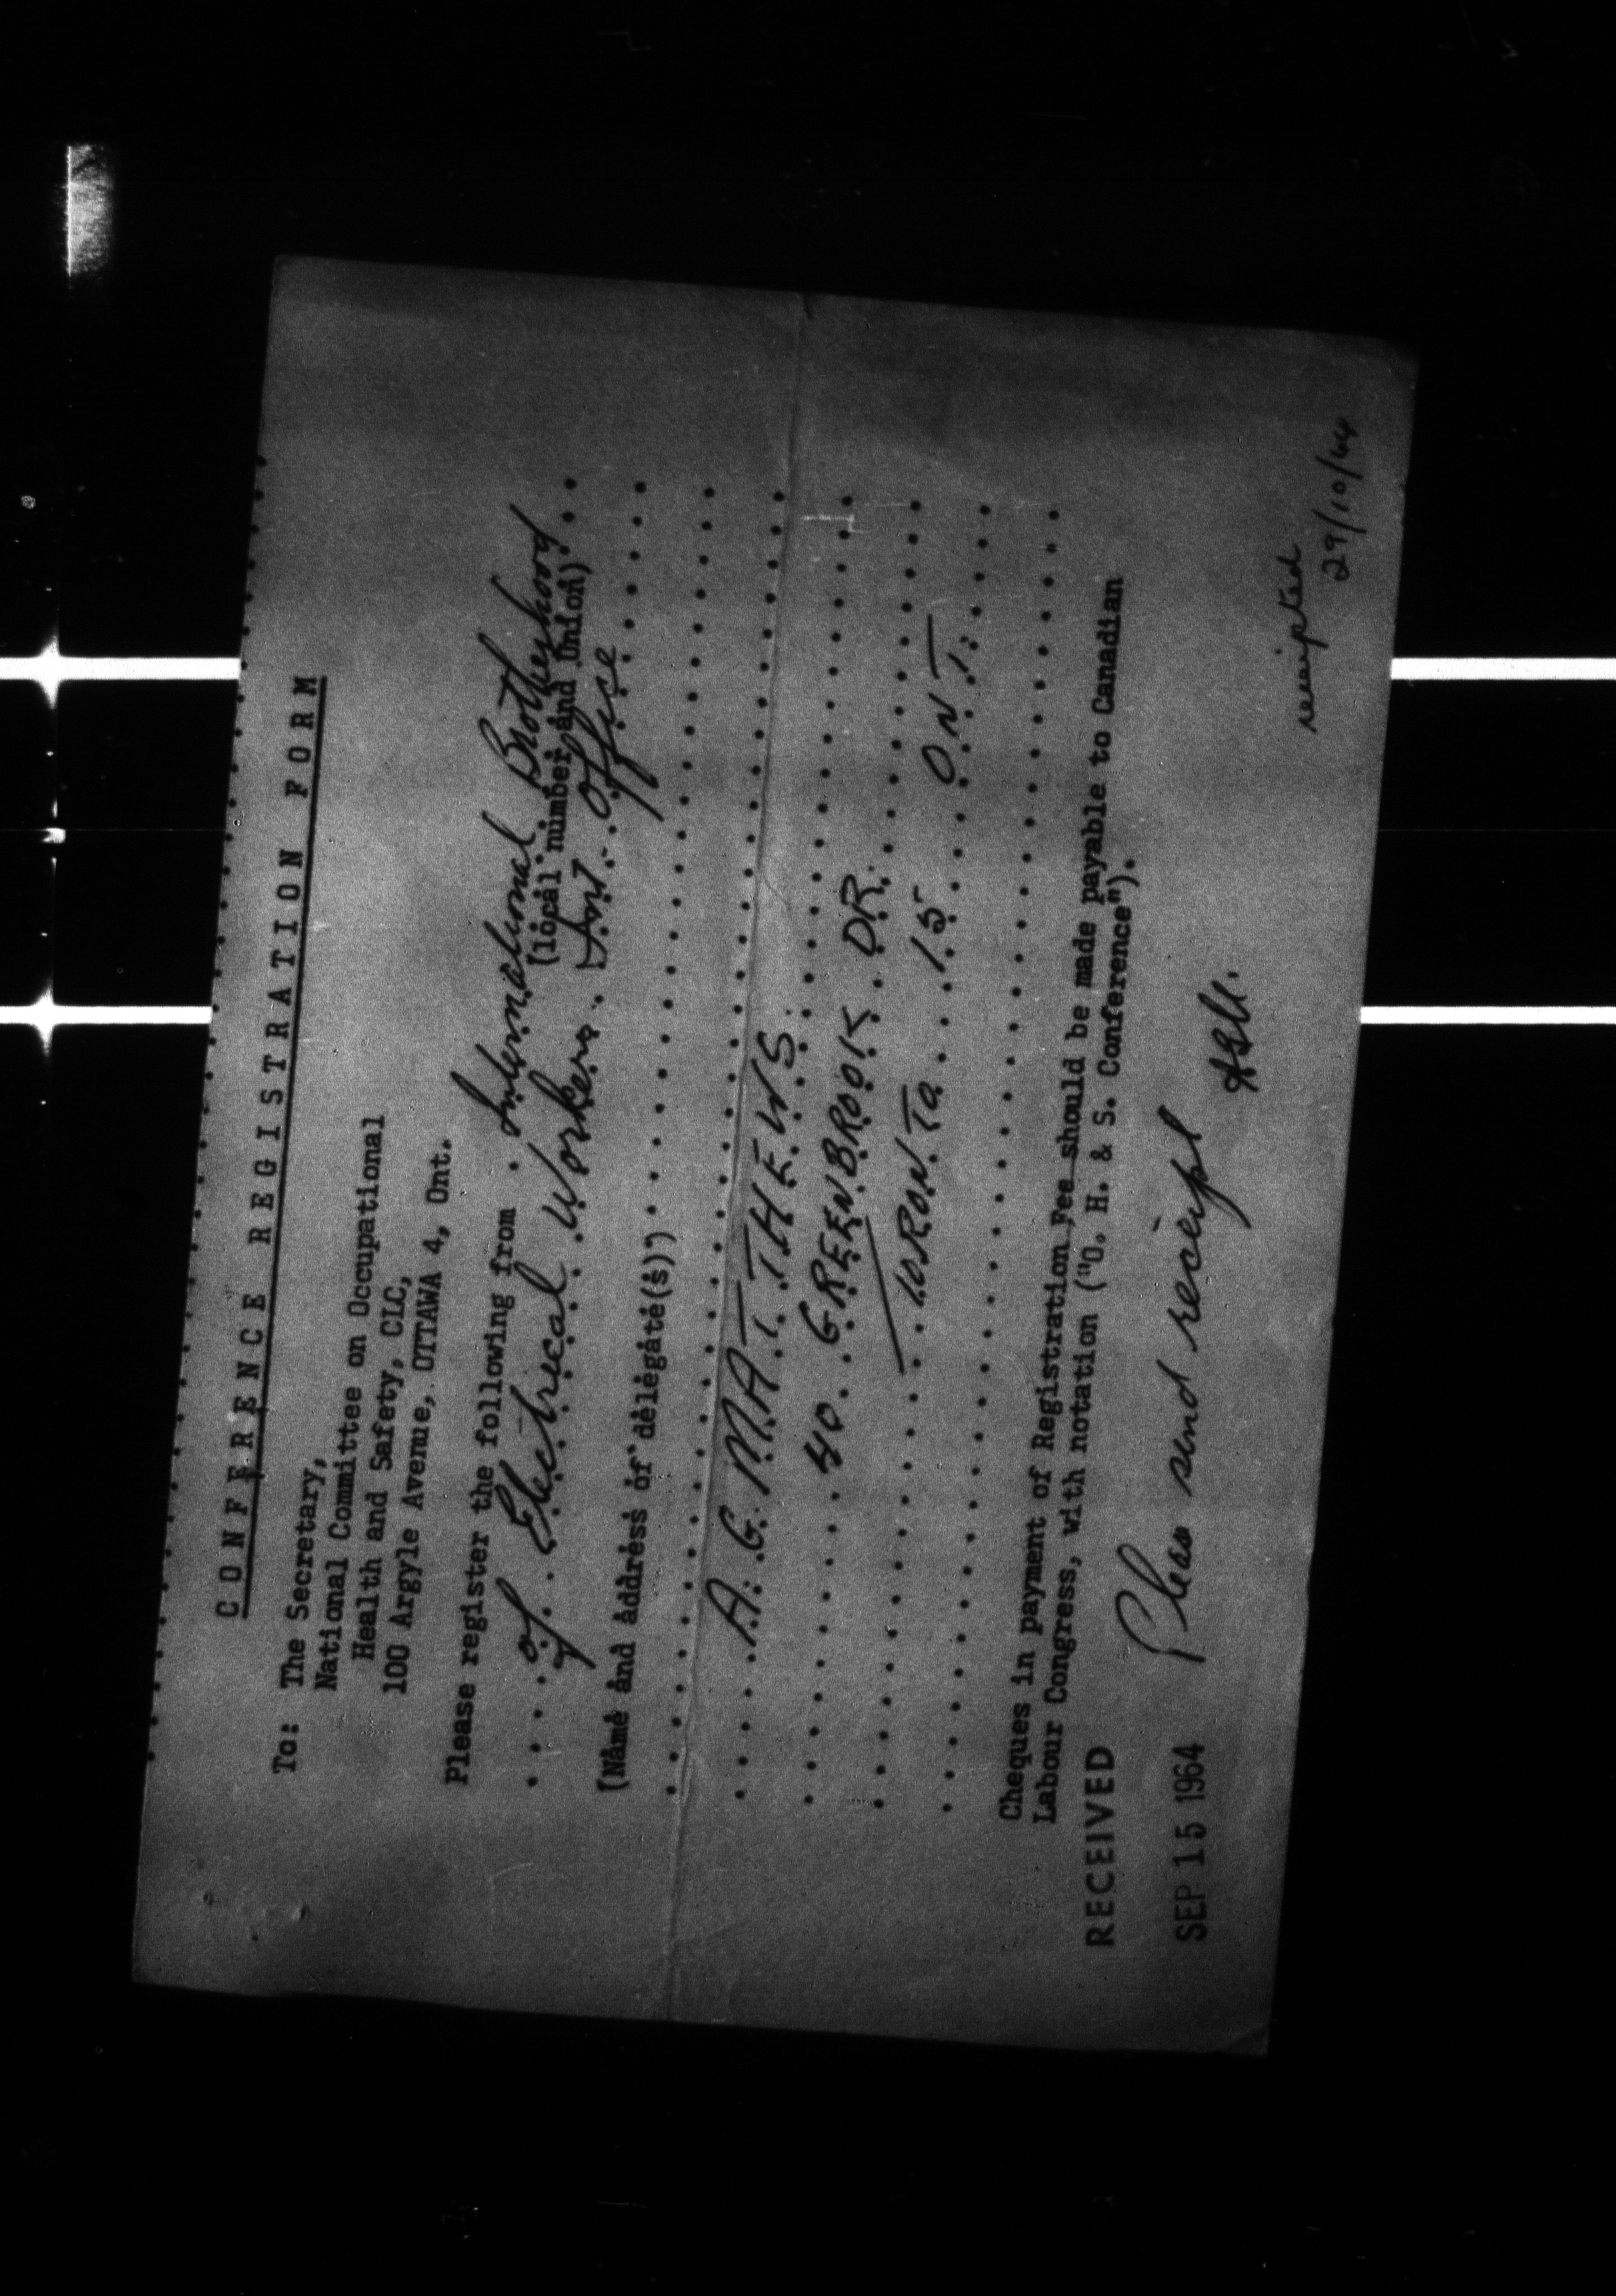 CONFERENCE REGISTRATION FORM
To: The Secretary,
National Committee on Occupational
Health and Safety, CLC,
100 Argyle Avenue, OTTAWA 4, Ont.
Please register the following from International Brotherhood
(local number and Union)
of Electrical Workers Int. Office
(Name and address of delegate(s))
A. G. MATTHEWS
40 GREENBROOK DR.
TORONTO 15 ONT.
Cheques in payment of Registration Fee should be made payable to Canadian
Labour Congress, with notation ("O. H. & S. Conference").
RECEIVED
Pleas send receipt
SEP 15 1964
receipted
29/10/64